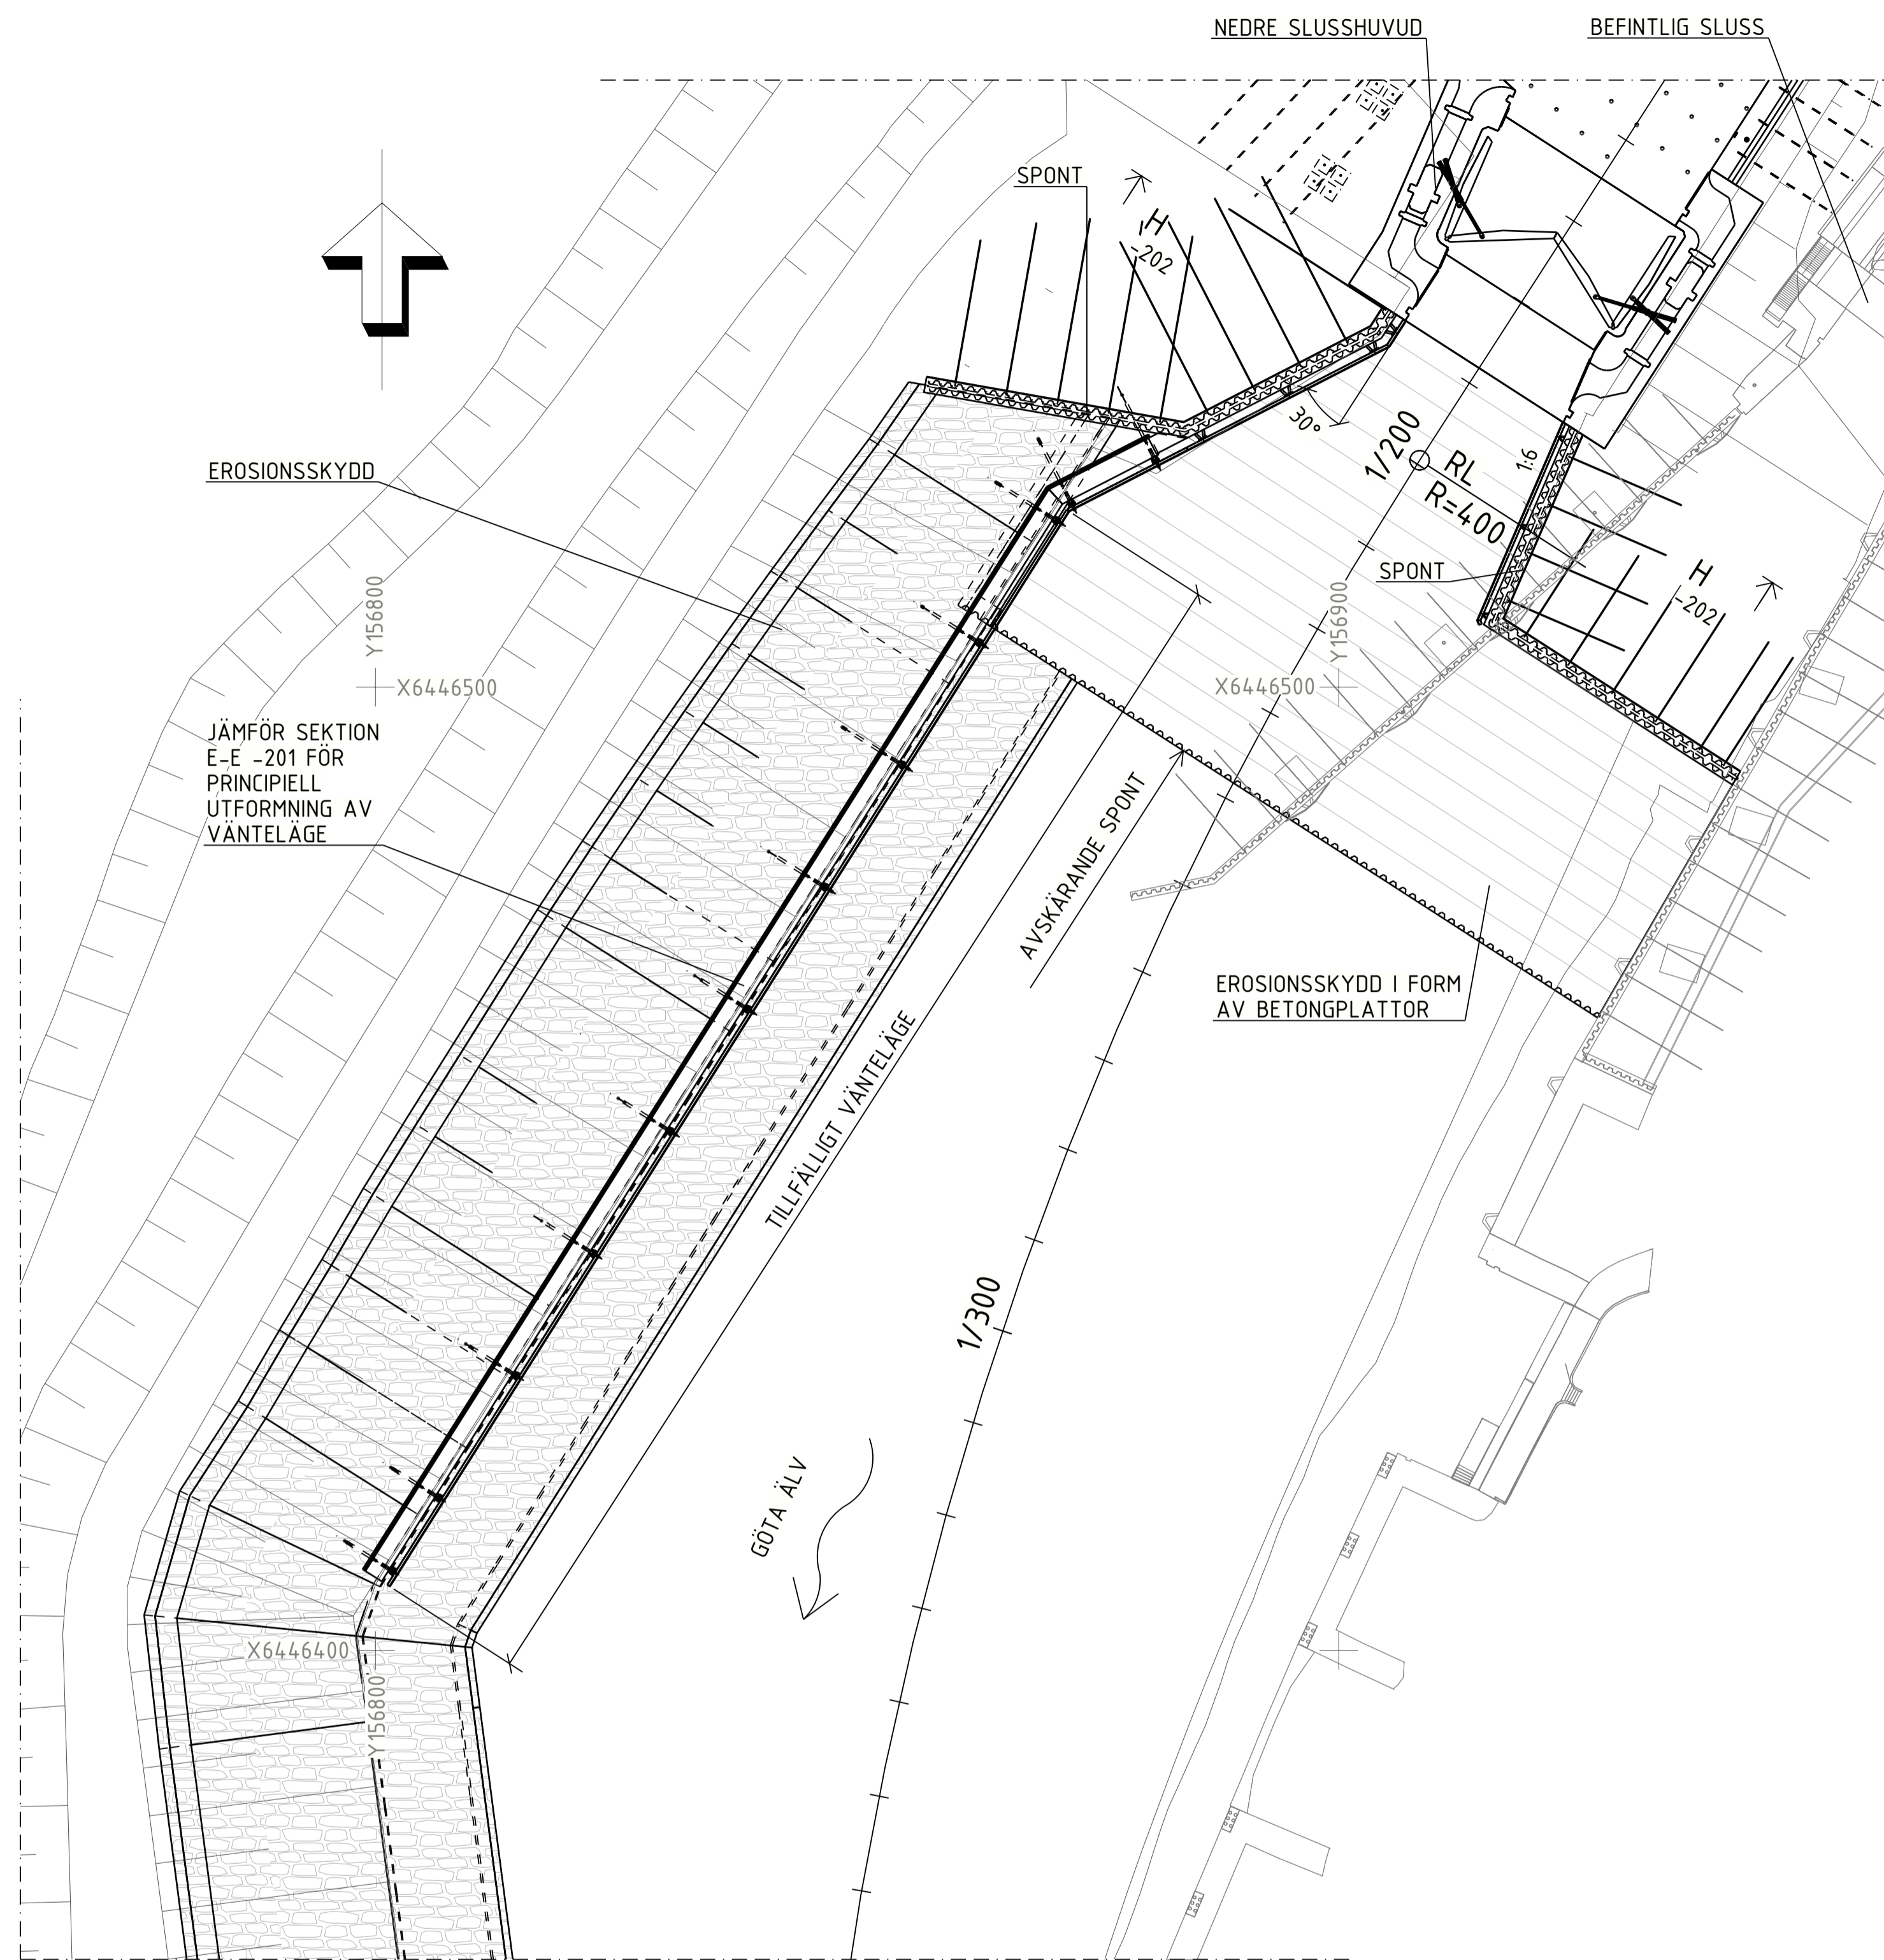 NEDRE SLUSSHUVUD
BEFINTLIG SLUSS
SPONT
H
-202
EROSIONSSKYDD
30°
1/200
RL
R=400
1:6
SPONT
H
-202
Y156800
X6446500
Y156900
X6446500
JÄMFÖR SEKTION
E-E -201 FÖR
PRINCIPIELL
UTFORMNING AV
VÄNTELÄGE
AVSKÄRANDE SPONT
EROSIONSSKYDD I FORM
AV BETONGPLATTOR
TILLFÄLLIGT VÄNTELÄGE
1/300
GÖTA ÄLV
X6446400
Y156800